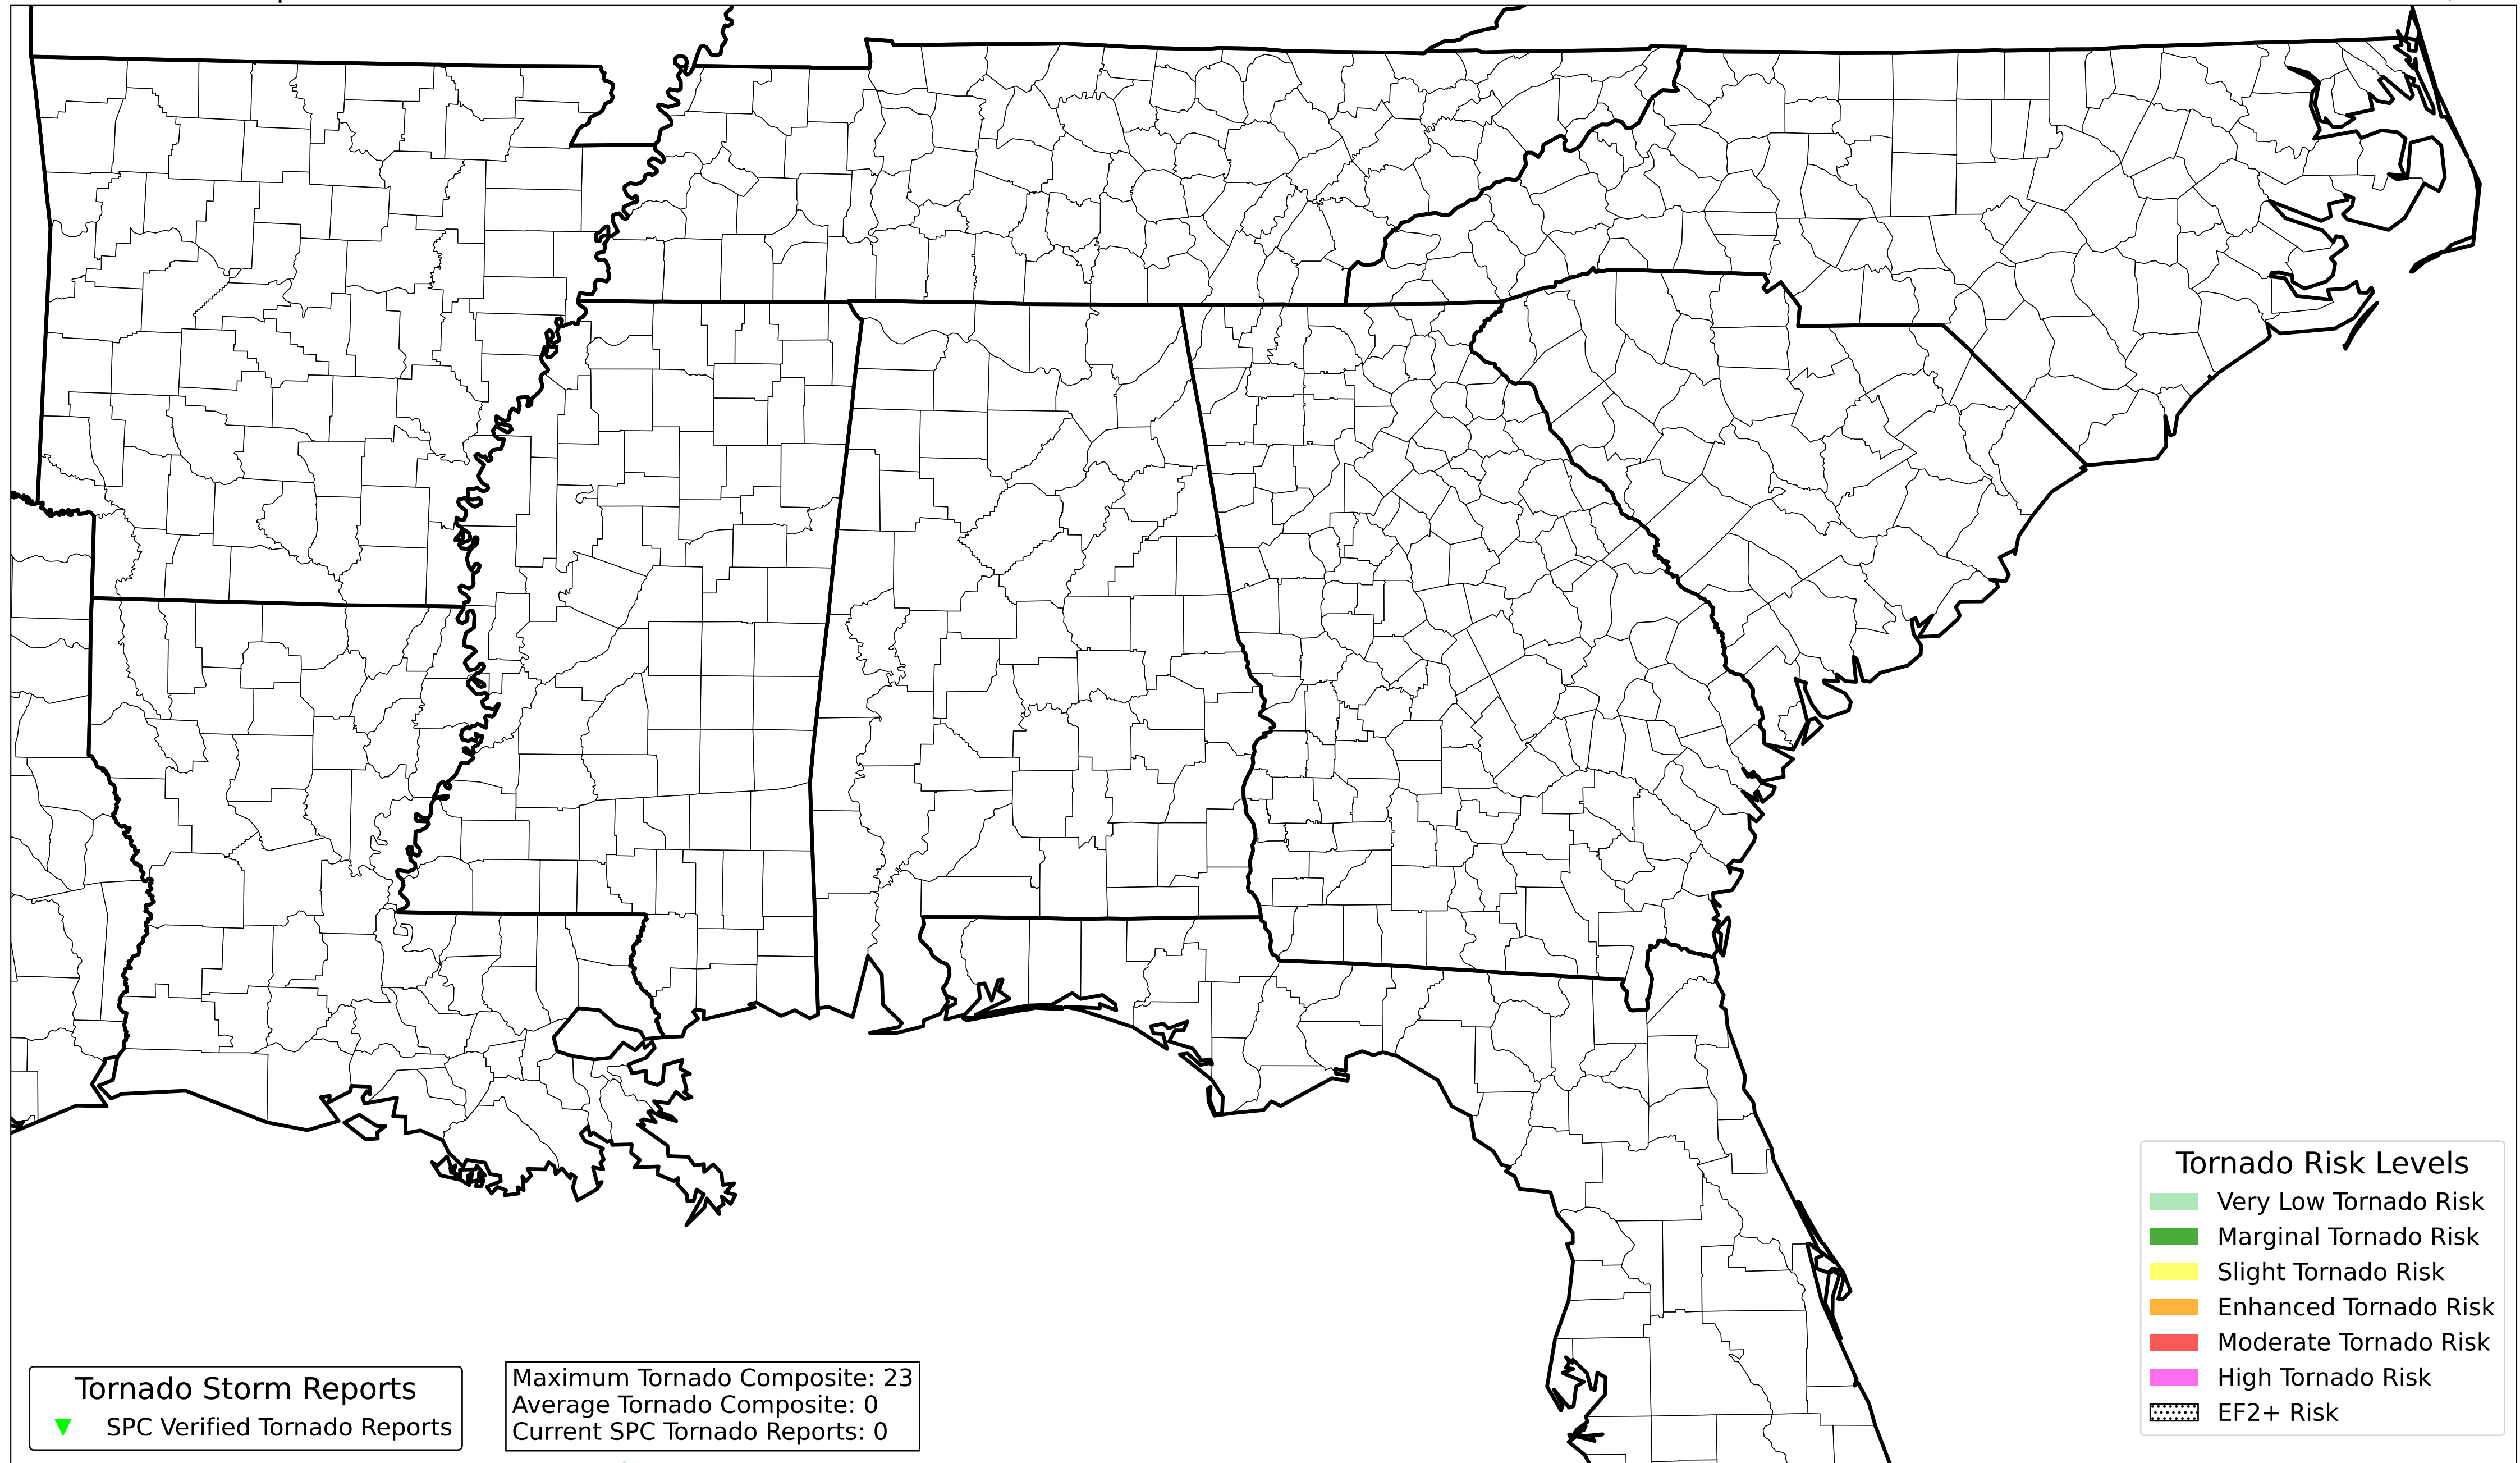 Tornado Risk Levels
Very Low Tornado Risk
Marginal Tornado Risk
Slight Tornado Risk
Enhanced Tornado Risk
Moderate Tornado Risk
High Tornado Risk
EF2+ Risk
Tornado Storm Reports
SPC Verified Tornado Reports
Maximum Tornado Composite: 23
Average Tornado Composite: 0
Current SPC Tornado Reports: 0